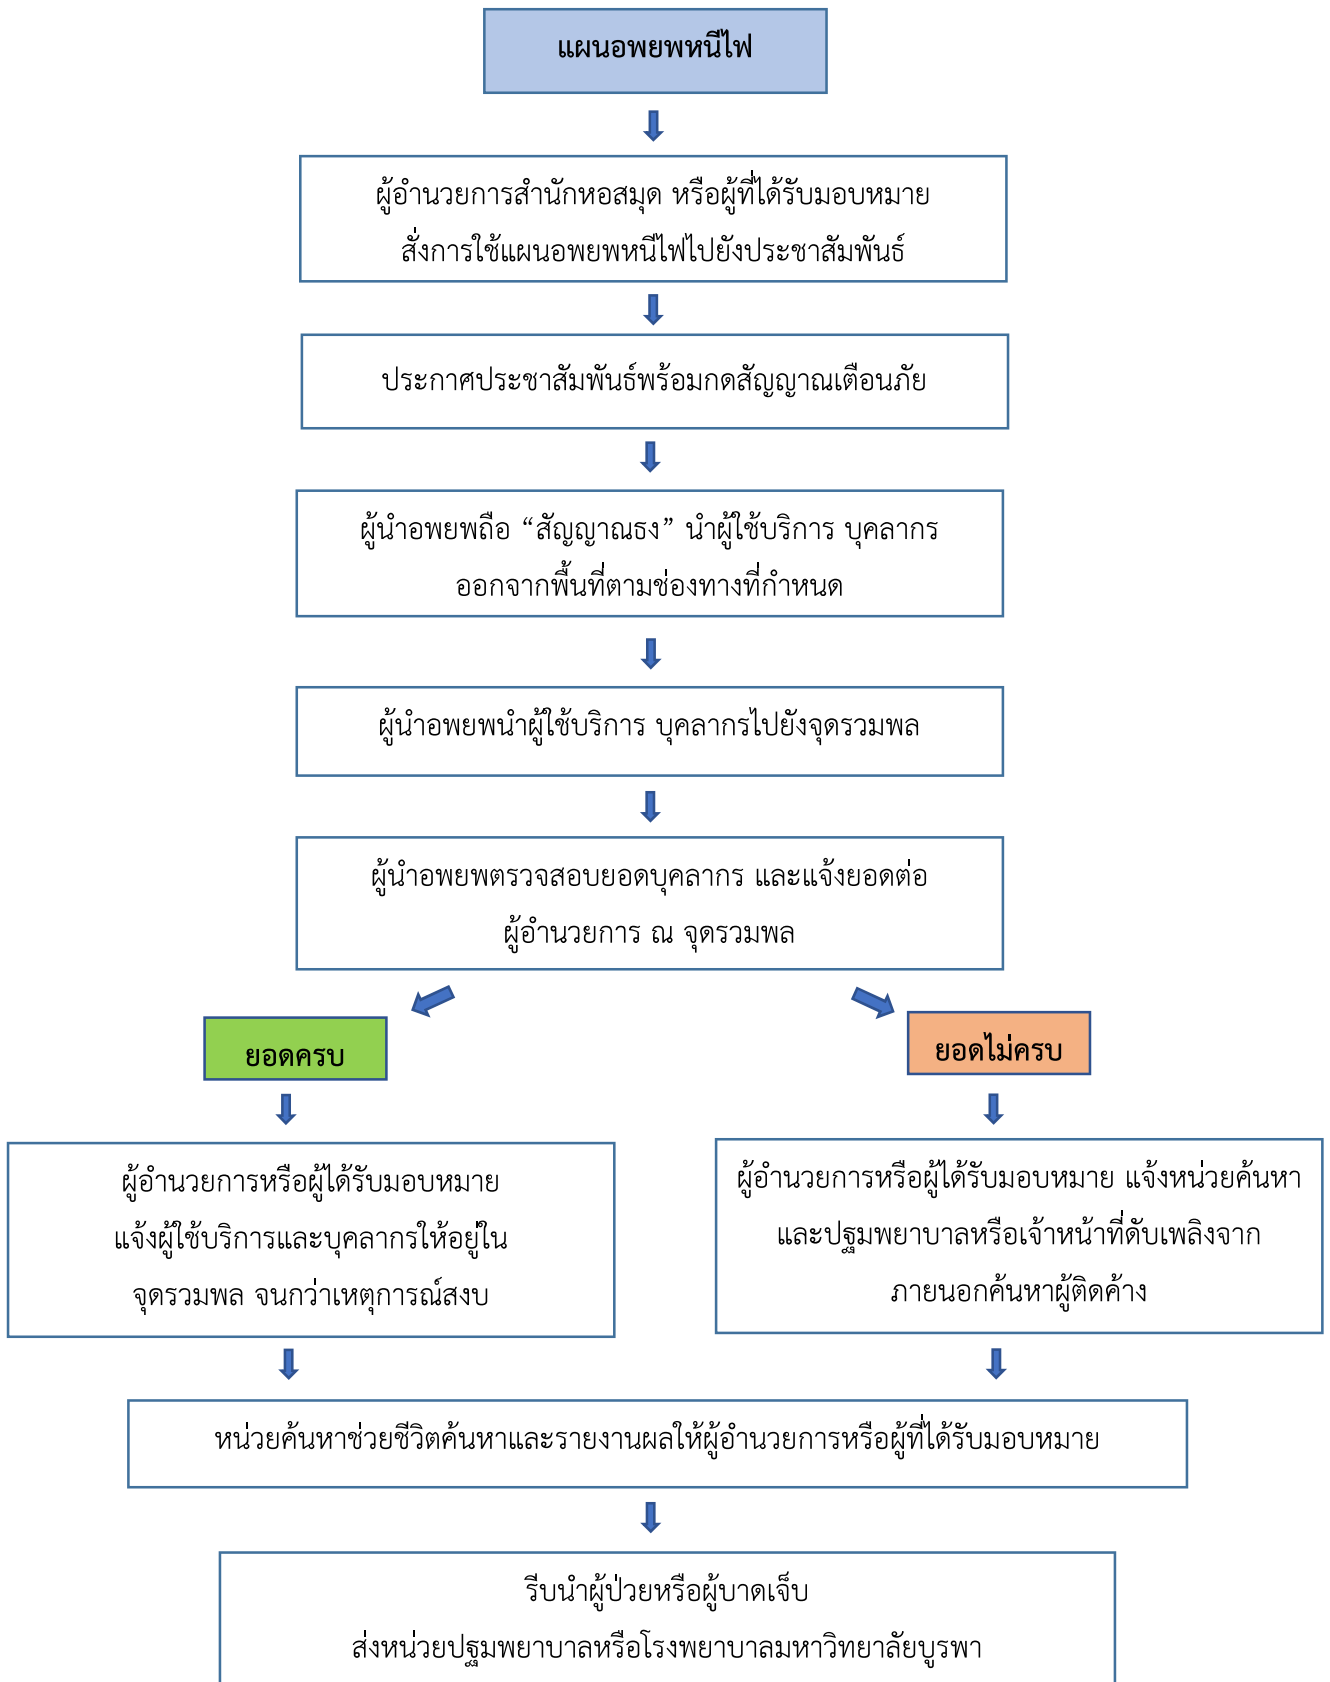 แผนอพยพหนีไฟ
ผู้อำนวยการสำนักหอสมุด หรือผู้ที่ได้รับมอบหมาย
สั่งการใช้แผนอพยพหนีไฟไปยังประชาสัมพันธ์
ประกาศประชาสัมพันธ์พร้อมกดสัญญาณเตือนภัย
ผู้นำอพยพถือ “สัญญาณธง” นำผู้ใช้บริการ บุคลากร
ออกจากพื้นที่ตามช่องทางที่กำหนด
ผู้นำอพยพนำผู้ใช้บริการ บุคลากรไปยังจุดรวมพล
ผู้นำอพยพตรวจสอบยอดบุคลากร และแจ้งยอดต่อ
ผู้อำนวยการ ณ จุดรวมพล
ยอดครบ
ยอดไม่ครบ
ผู้อำนวยการหรือผู้ได้รับมอบหมาย
แจ้งผู้ใช้บริการและบุคลากรให้อยู่ใน
จุดรวมพล จนกว่าเหตุการณ์สงบ
ผู้อำนวยการหรือผู้ได้รับมอบหมาย แจ้งหน่วยค้นหา
และปฐมพยาบาลหรือเจ้าหน้าที่ดับเพลิงจาก
ภายนอกค้นหาผู้ติดค้าง
หน่วยค้นหาช่วยชีวิตค้นหาและรายงานผลให้ผู้อำนวยการหรือผู้ที่ได้รับมอบหมาย
รีบนำผู้ป่วยหรือผู้บาดเจ็บ
ส่งหน่วยปฐมพยาบาลหรือโรงพยาบาลมหาวิทยาลัยบูรพา